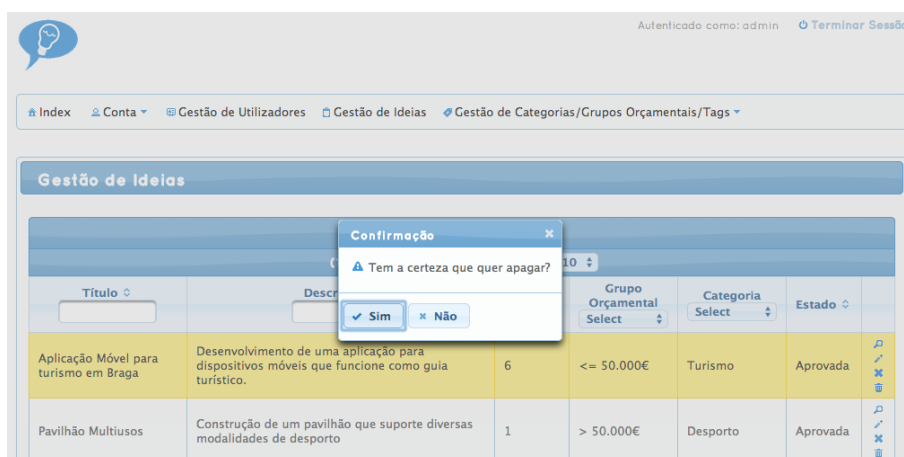 Autenticado como: admin Terminar Sessão
Index Conta Gestão de Utilizadores Gestão de Ideias Gestão de Categorias/Grupos Orçamentais/Tags
Gestão de Ideias
Confirmação
Tem a certeza que quer apagar?
10
Sim Não
Título Descr Grupo Orçamental Categoria Estado
Select Select
Aplicação Móvel para
turismo em Braga
Desenvolvimento de uma aplicação para
dispositivos móveis que funcione como guia
turístico.
6
<= 50.000€
Turismo
Aprovada
Pavilhão Multiusos
Construção de um pavilhão que suporte diversas
modalidades de desporto
1
> 50.000€
Desporto
Aprovada